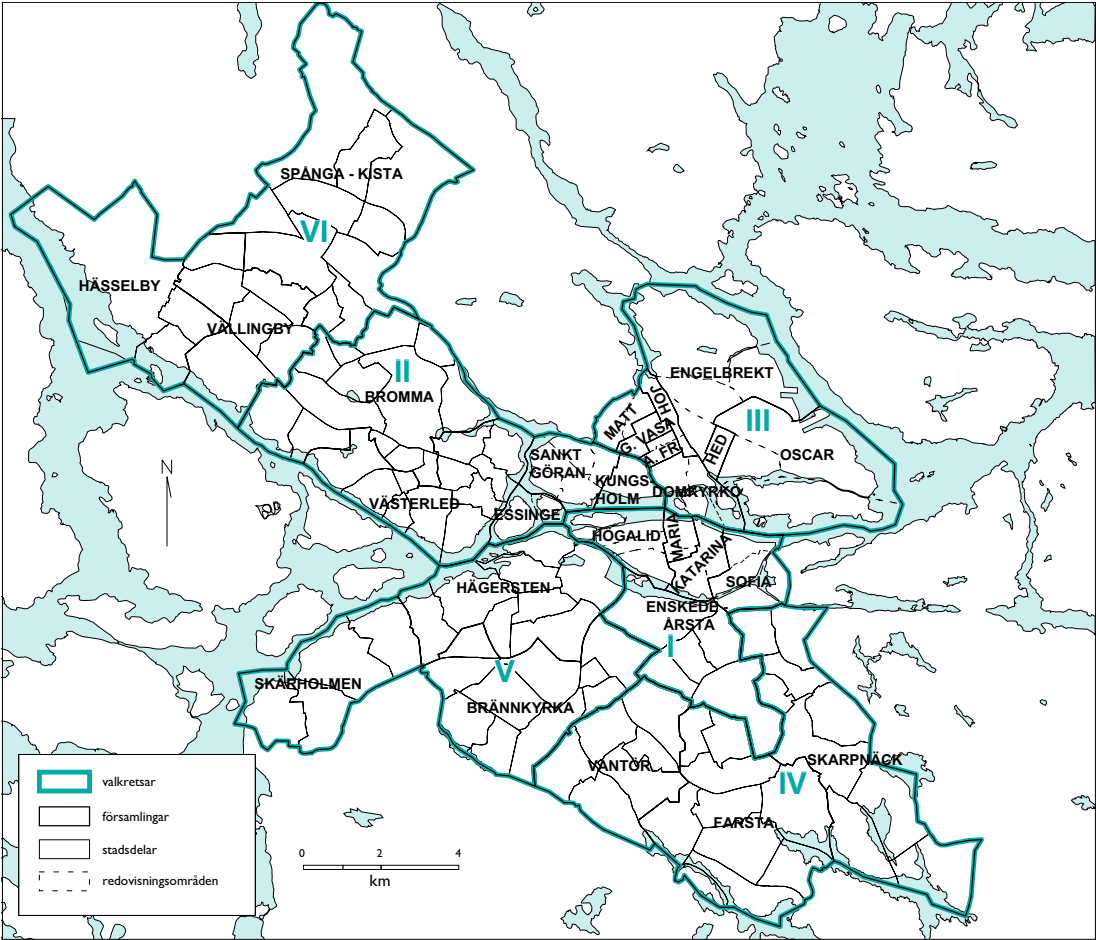 SPÅNGA - KISTA
VI
HÄSSELBY
VÄLLINGBY
II
BROMMA
ENGELBREKT
JOH
MATT
G. VASA
A. FR
III
HED
OSCAR
SANKT
GÖRAN
KUNGS-
HOLM
DOMKYRKO
N
VÄSTERLED
ESSINGE
HÖGALID
MARIA
KATARINA
SOFIA
HÄGERSTEN
ENSKEDE -
ÅRSTA
I
SKÄRHOLMEN
V
BRÄNNKYRKA
VANTÖR
SKARPNÄCK
IV
FARSTA
valkretsar
församlingar
stadsdelar
redovisningsområden
0 2 4
km